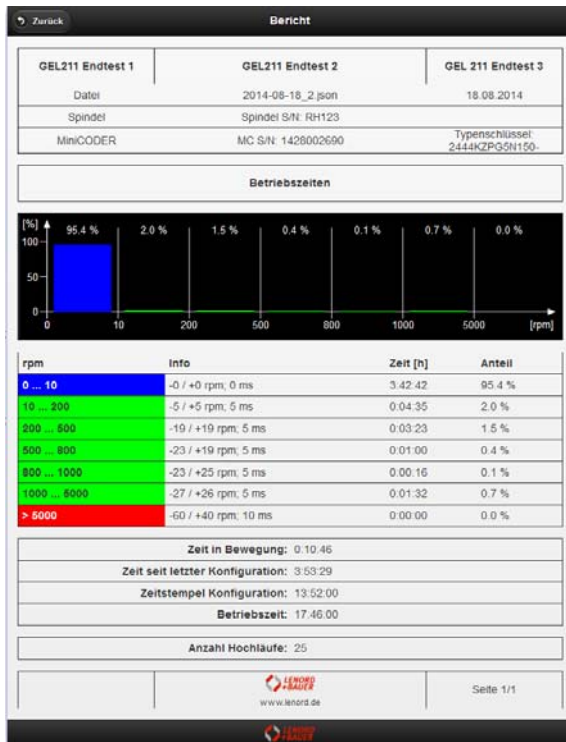 Zurück
Bericht
GEL211 Endtest 1 GEL211 Endtest 2 GEL 211 Endtest 3
Datei 2014-08-18_2.json 18.08.2014
Spindel Spindel S/N: RH123
MiniCODER MC S/N: 1428002690 Typenschlüssel: 2444KZPG5N150-
Betriebszeiten
[%] 95.4 % 2.0 % 1.5 % 0.4 % 0.1 % 0.7 % 0.0 %
100
50
0
0 10 200 500 800 1000 5000 [rpm]
rpm Info Zeit [h] Anteil
0 ... 10 -0 / +0 rpm; 0 ms 3:42:42 95.4 %
10 ... 200 -5 / +5 rpm; 5 ms 0:04:35 2.0 %
200 ... 500 -19 / +19 rpm; 5 ms 0:03:23 1.5 %
500 ... 800 -23 / +19 rpm; 5 ms 0:01:00 0.4 %
800 ... 1000 -23 / +25 rpm; 5 ms 0:00:16 0.1 %
1000 ... 5000 -27 / +26 rpm; 5 ms 0:01:32 0.7 %
> 5000 -60 / +40 rpm; 10 ms 0:00:00 0.0 %
Zeit in Bewegung: 0:10:46
Zeit seit letzter Konfiguration: 3:53:29
Zeitstempel Konfiguration: 13:52:00
Betriebszeit: 17:46:00
Anzahl Hochläufe: 25
LENORD
+BAUER
www.lenord.de
Seite 1/1
LENORD
+BAUER